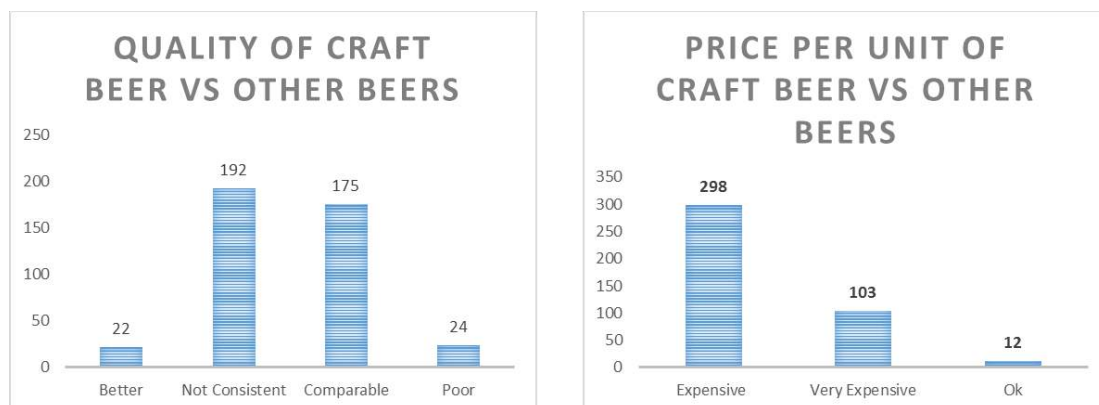 QUALITY OF CRAFT
BEER VS OTHER BEERS
250
200
150
100
50
0
22
192
175
24
Better
Not Consistent
Comparable
Poor
PRICE PER UNIT OF
CRAFT BEER VS OTHER
BEERS
350
300
250
200
150
100
50
0
298
103
12
Expensive
Very Expensive
Ok